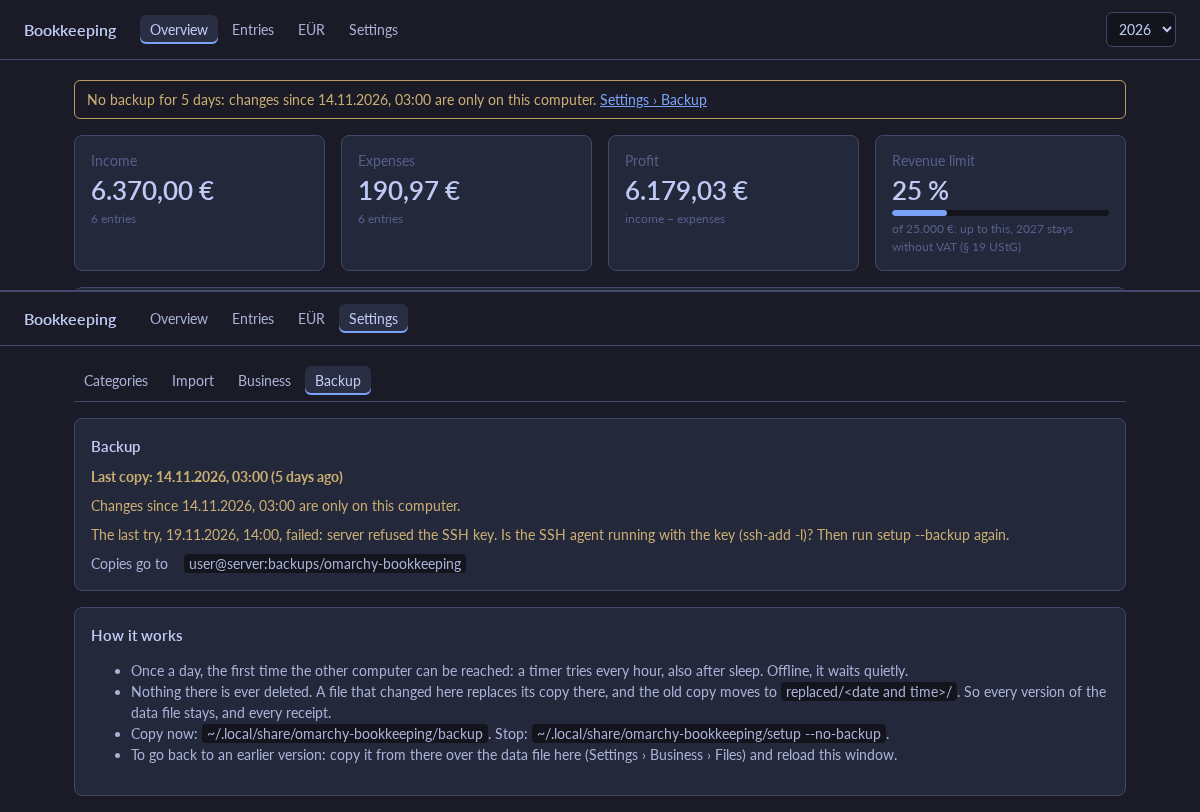 Bookkeeping Overview Entries EÜR Settings 2026
No backup for 5 days: changes since 14.11.2026, 03:00 are only on this computer. Settings › Backup
Income
6.370,00 €
6 entries
Expenses
190,97 €
6 entries
Profit
6.179,03 €
income − expenses
Revenue limit
25 %
of 25.000 €: up to this, 2027 stays
without VAT (§ 19 UStG)
Bookkeeping Overview Entries EÜR Settings
Categories Import Business Backup
Backup
Last copy: 14.11.2026, 03:00 (5 days ago)
Changes since 14.11.2026, 03:00 are only on this computer.
The last try, 19.11.2026, 14:00, failed: server refused the SSH key. Is the SSH agent running with the key (ssh-add -l)? Then run setup --backup again.
Copies go to user@server:backups/omarchy-bookkeeping
How it works
• Once a day, the first time the other computer can be reached: a timer tries every hour, also after sleep. Offline, it waits quietly.
• Nothing there is ever deleted. A file that changed here replaces its copy there, and the old copy moves to replaced/<date and time>/. So every version of the
data file stays, and every receipt.
• Copy now: ~/.local/share/omarchy-bookkeeping/backup. Stop: ~/.local/share/omarchy-bookkeeping/setup --no-backup.
• To go back to an earlier version: copy it from there over the data file here (Settings › Business › Files) and reload this window.